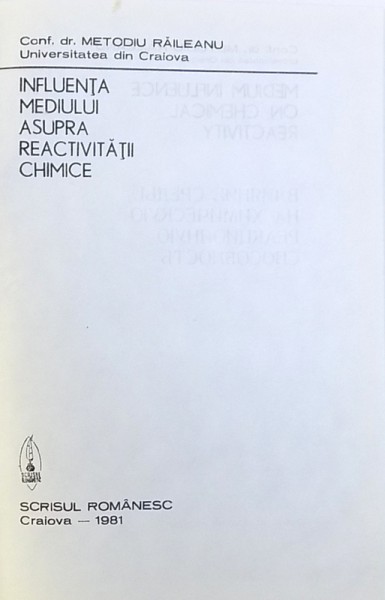 Conf. dr. METODIU RĂILEANU
Universitatea din Craiova
INFLUENȚA
MEDIULUI
ASUPRA
REACTIVITĂȚII
CHIMICE
SCRISUL ROMÂNESC
Craiova — 1981